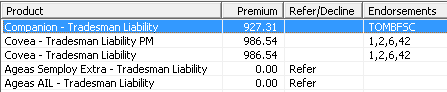 Product Premium Refer/Decline Endorsements
Companion - Tradesman Liability 927.31 TOMBFSC
Covea - Tradesman Liability PM 986.54 1,2,6,42
Covea - Tradesman Liability 986.54 1,2,6,42
Ageas Semploy Extra - Tradesman Liability 0.00 Refer
Ageas AIL - Tradesman Liability 0.00 Refer